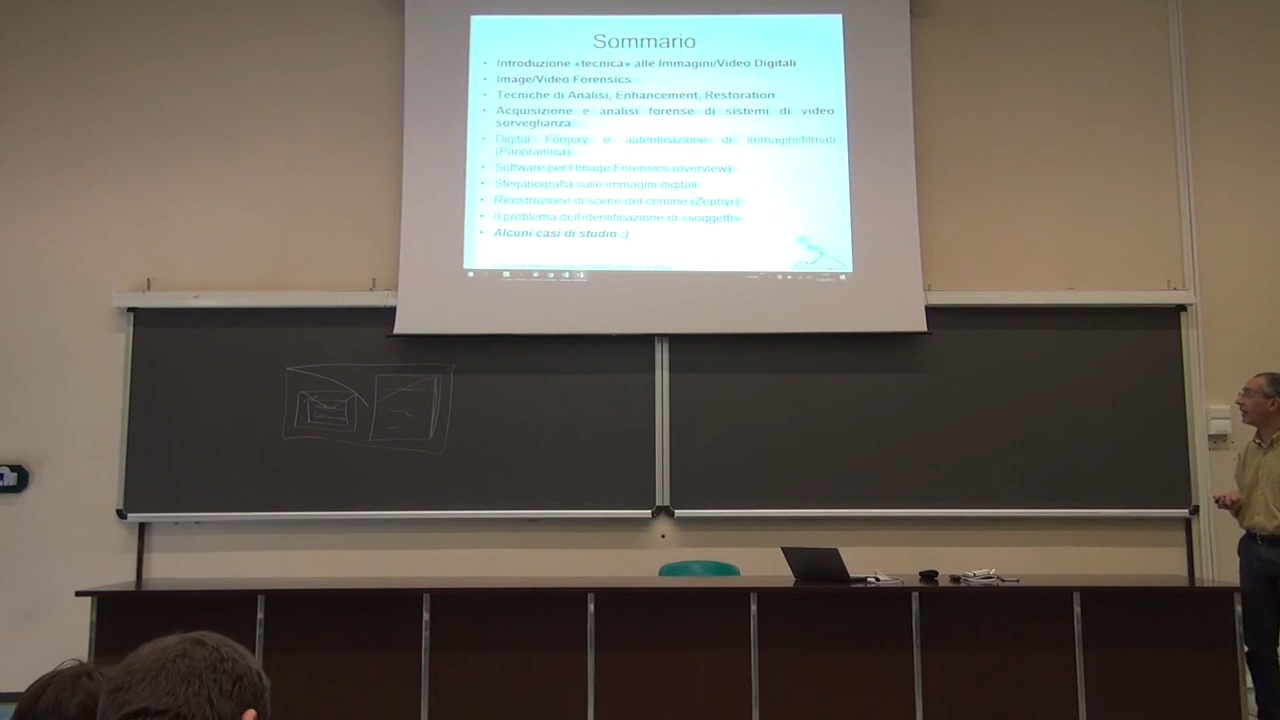 Sommario
• Introduzione «tecnica» alle Immagini/Video Digitali
• Image/Video Forensics
• Tecniche di Analisi, Enhancement, Restoration
• Acquisizione e analisi forense di sistemi di video
sorveglianza
• Digital Forgery e autenticazione di immagini/filmati
(Panoramica)
• Software per l'Image Forensics (overview)
• Steganografia sulle immagini digitali
• Ricostruzione di scene del crimine (Zephyr)
• Il problema dell'identificazione di «soggetti»
• Alcuni casi di studio ;)